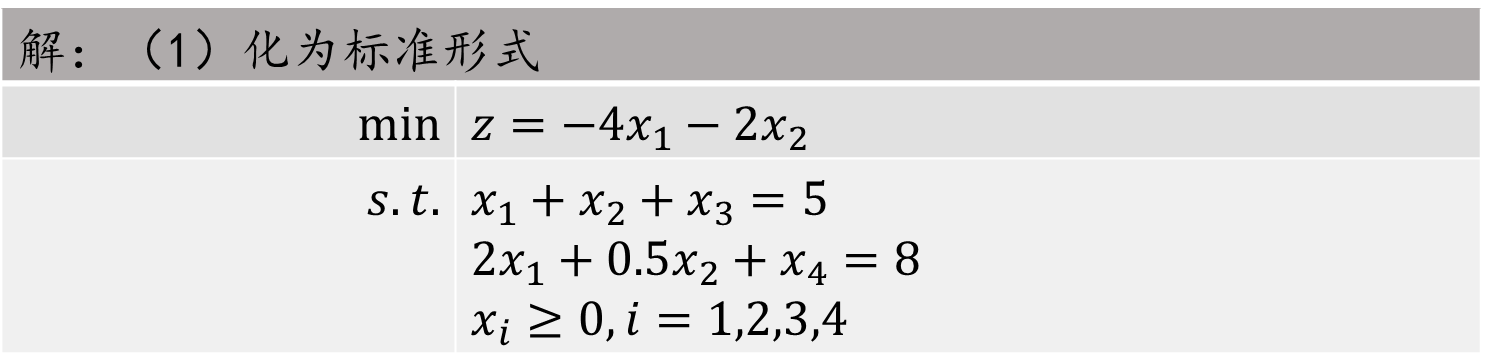 解：（1）化为标准形式
min z = −4x₁ − 2x₂
s.t. x₁ + x₂ + x₃ = 5
2x₁ + 0.5x₂ + x₄ = 8
xᵢ ≥ 0, i = 1,2,3,4